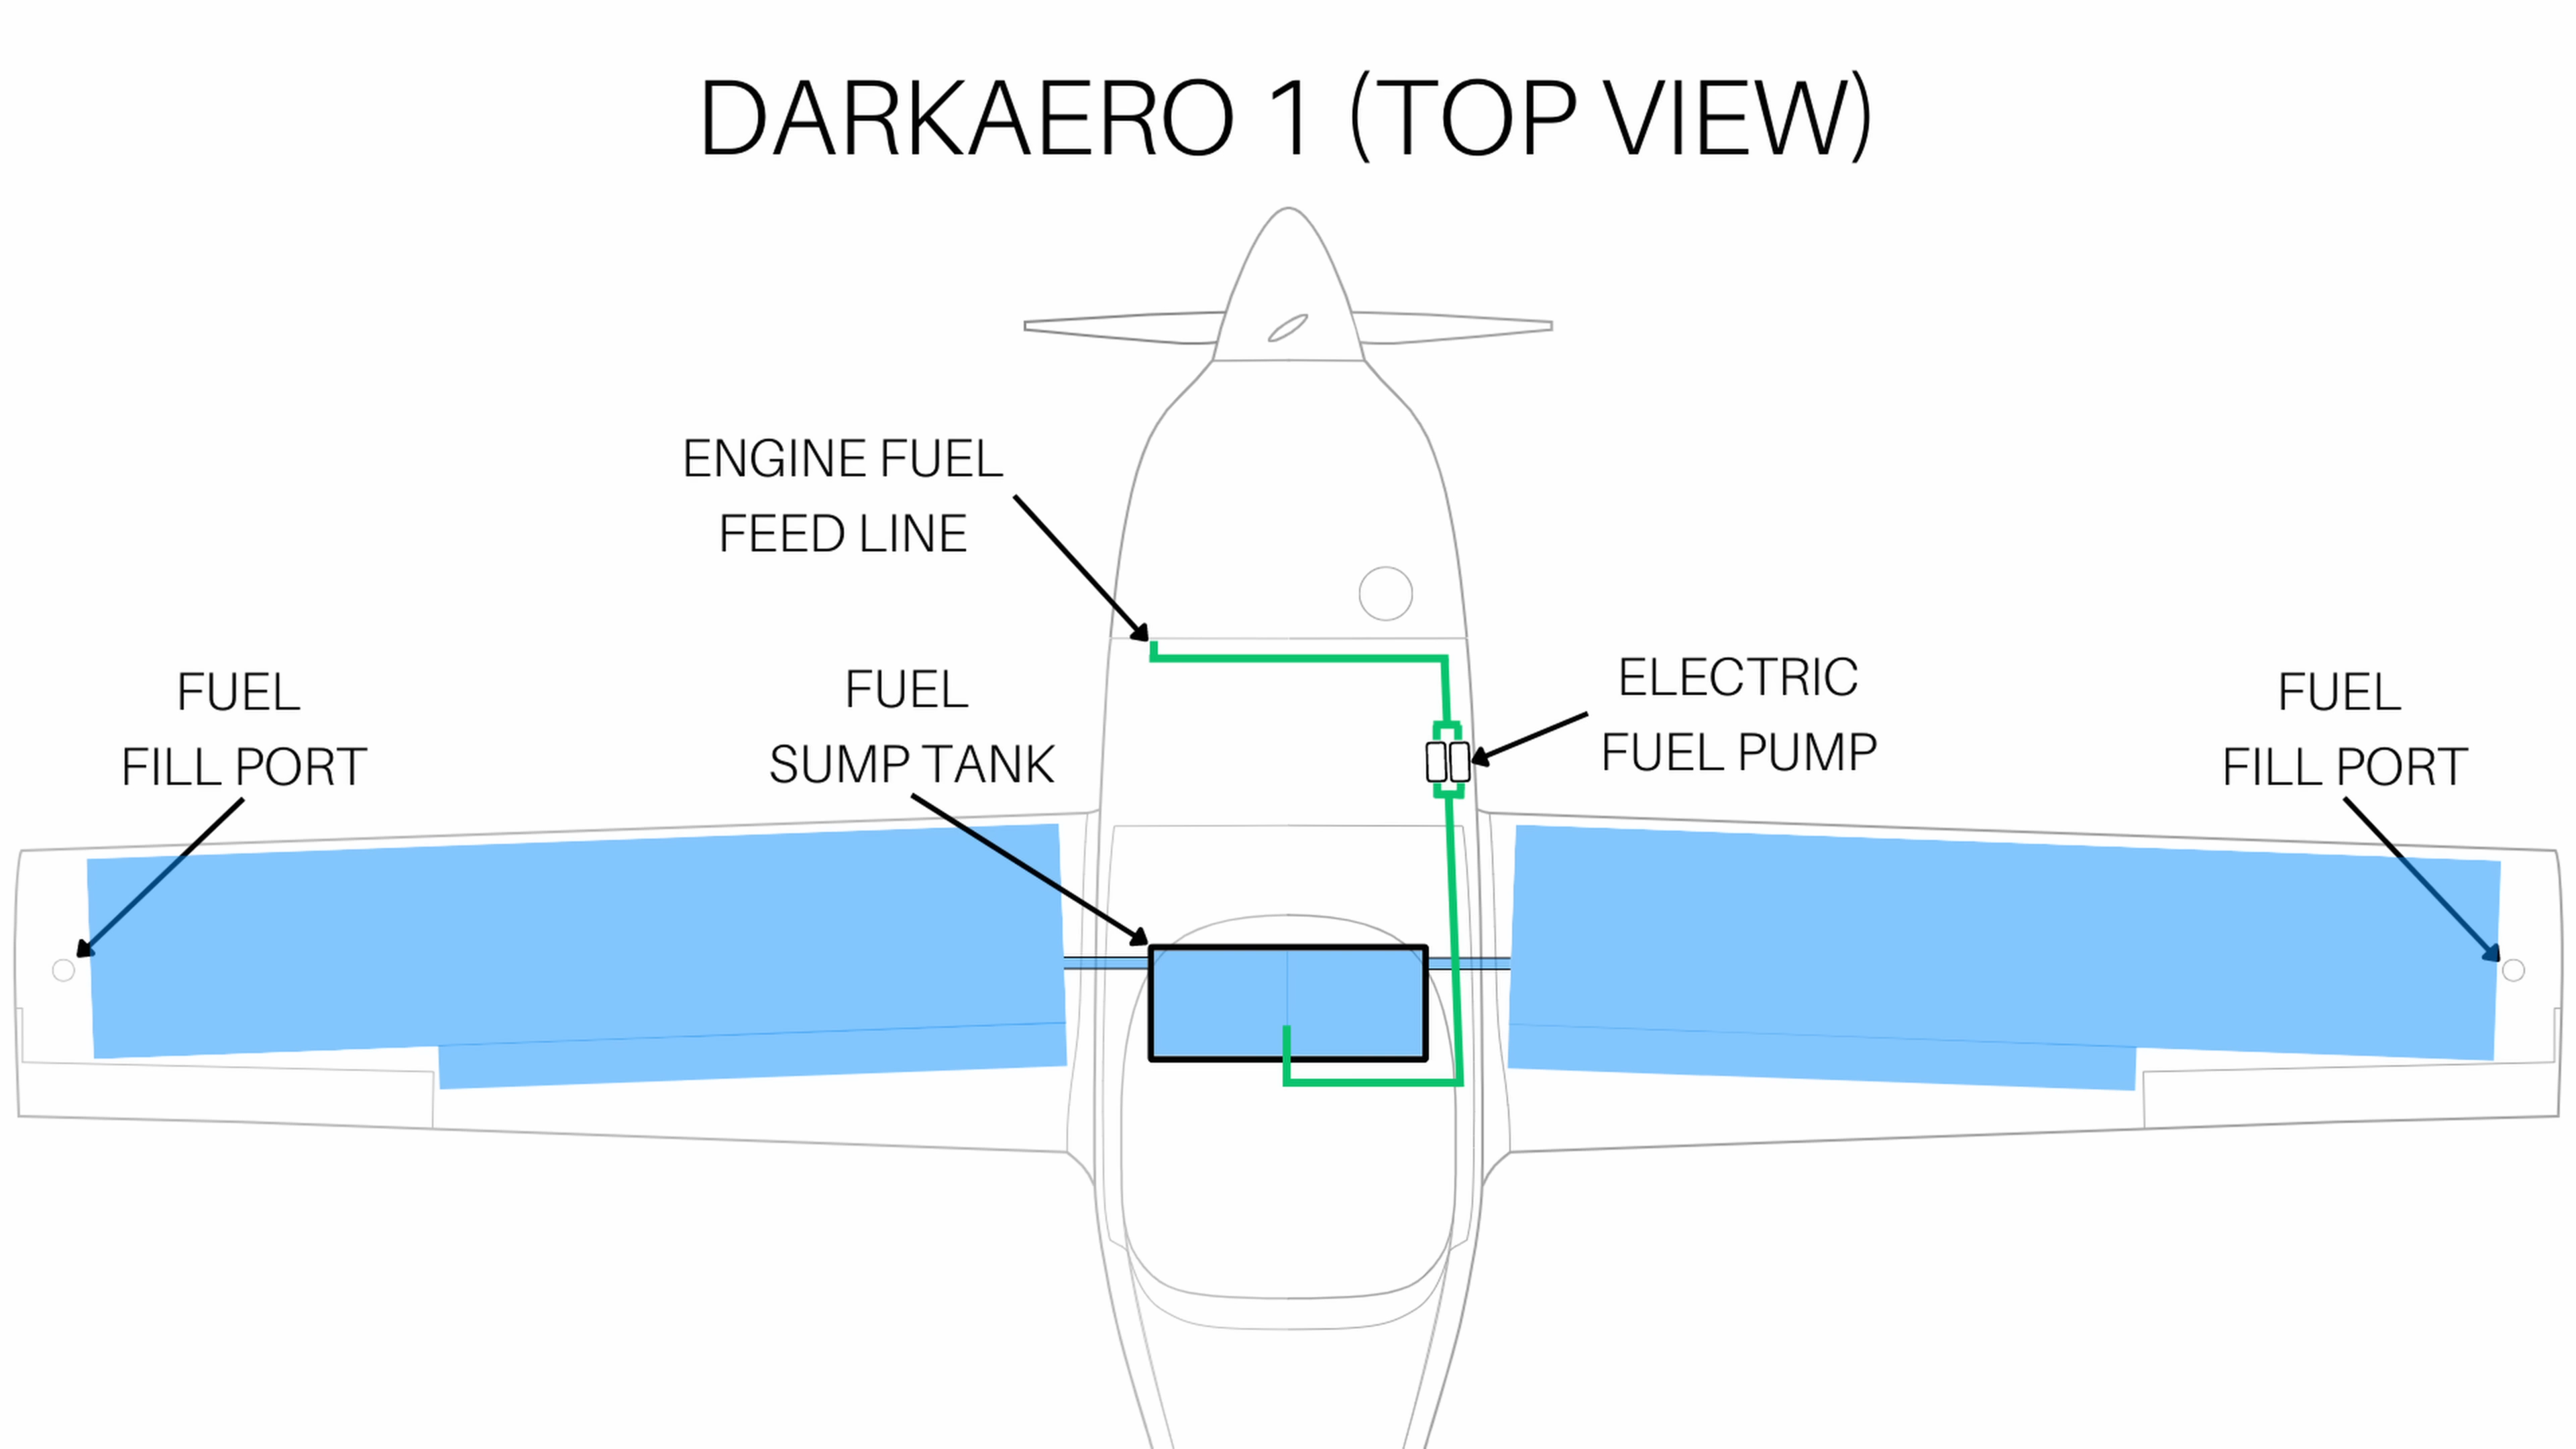 DARKAERO 1 (TOP VIEW)
ENGINE FUEL
FEED LINE
FUEL
FILL PORT
FUEL
SUMP TANK
ELECTRIC
FUEL PUMP
FUEL
FILL PORT